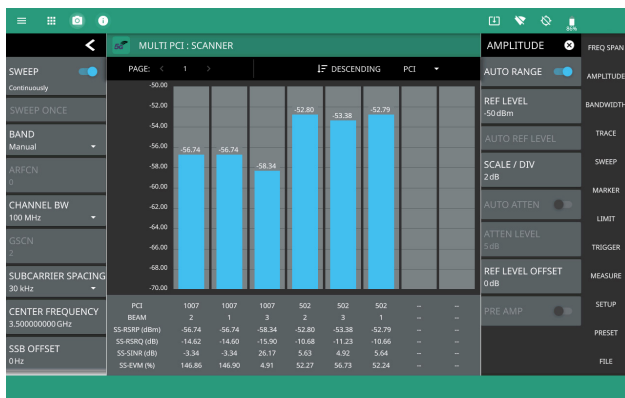 86%
SWEEP
Continuously
SWEEP ONCE
BAND
Manual
ARFCN
0
CHANNEL BW
100 MHz
GSCN
2
SUBCARRIER SPACING
30 kHz
CENTER FREQUENCY
3.500000000 GHz
SSB OFFSET
0 Hz
5G MULTI PCI : SCANNER
PAGE: < 1 > DESCENDING PCI
-50.00
-52.00
-54.00
-56.00
-58.00
-60.00
-62.00
-64.00
-66.00
-68.00
-70.00
-56.74 -56.74 -58.34 -52.80 -53.38 -52.79
PCI 1007 1007 1007 502 502 502 -- --
BEAM 2 1 3 2 3 1 -- --
SS-RSRP (dBm) -56.74 -56.74 -58.34 -52.80 -53.38 -52.79 -- --
SS-RSRQ (dB) -14.62 -14.60 -15.90 -10.68 -11.23 -10.66 -- --
SS-SINR (dB) -3.34 -3.34 26.17 5.63 4.92 5.64 -- --
SS-EVM (%) 146.86 146.90 4.91 52.27 56.73 52.24 -- --
AMPLITUDE
AUTO RANGE
REF LEVEL
-50 dBm
AUTO REF LEVEL
SCALE / DIV
2 dB
AUTO ATTEN
ATTEN LEVEL
5 dB
REF LEVEL OFFSET
0 dB
PRE AMP
FREQ SPAN
AMPLITUDE
BANDWIDTH
TRACE
SWEEP
MARKER
LIMIT
TRIGGER
MEASURE
SETUP
PRESET
FILE